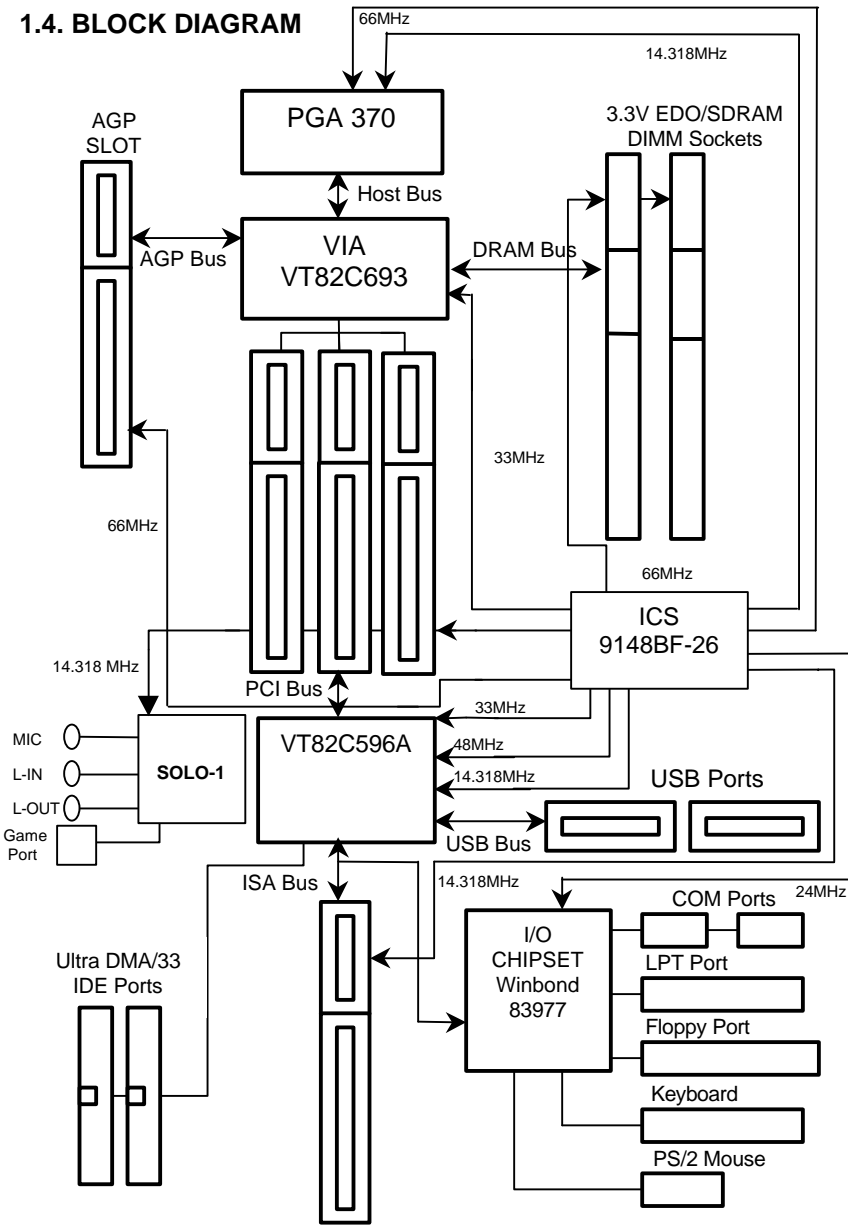 1.4. BLOCK DIAGRAM
66MHz
14.318MHz
AGP
SLOT
PGA 370
3.3V EDO/SDRAM
DIMM Sockets
Host Bus
AGP Bus
VIA
VT82C693
DRAM Bus
33MHz
66MHz
66MHz
ICS
9148BF-26
14.318 MHz
PCI Bus
33MHz
48MHz
14.318MHz
VT82C596A
MIC
L-IN
L-OUT
Game
Port
SOLO-1
USB Ports
USB Bus
ISA Bus
14.318MHz
24MHz
Ultra DMA/33
IDE Ports
I/O
CHIPSET
Winbond
83977
COM Ports
LPT Port
Floppy Port
Keyboard
PS/2 Mouse